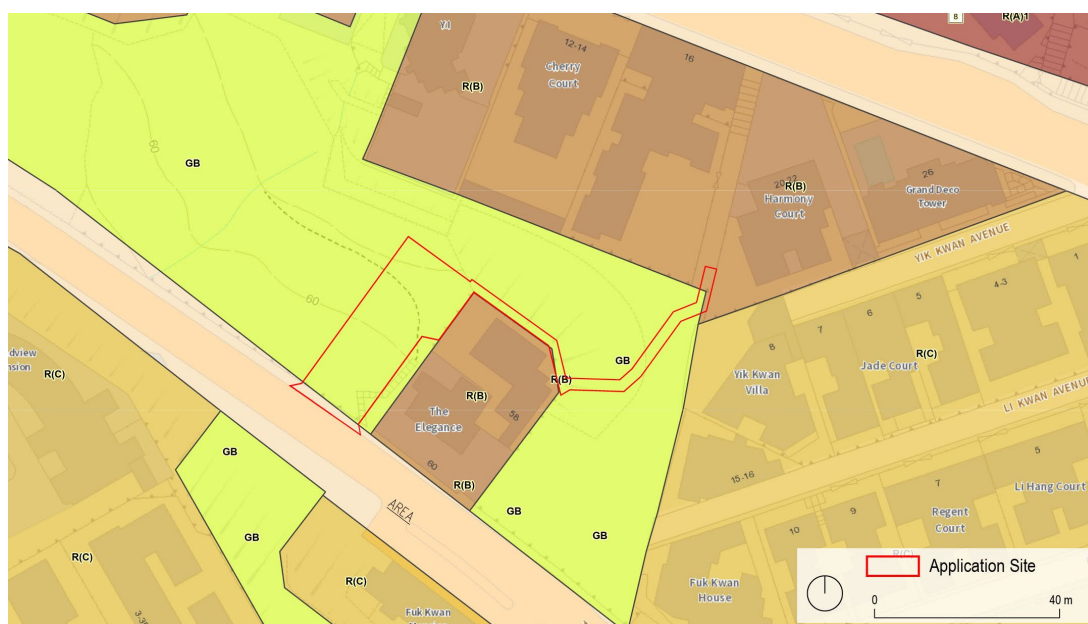 Yi
12-14
Cherry
Court
16
8
R(A)1
R(B)
60
GB
20-22
R(B)
Harmony
Court
26
Grand Deco
Tower
YIK KWAN AVENUE
60
1
4-3
5
6
7
8
GB
Yik Kwan
Villa
Jade Court
R(C)
R(C)
R(B)
R(B)
The
Elegance
58
60
R(B)
LI KWAN AVENUE
GB
GB
GB
GB
AREA
15-16
5
7
9
10
Li Hang Court
Regent
Court
R(C)
R(C)
R(C)
Fuk Kwan
House
Fuk Kwan
Application Site
0
40 m